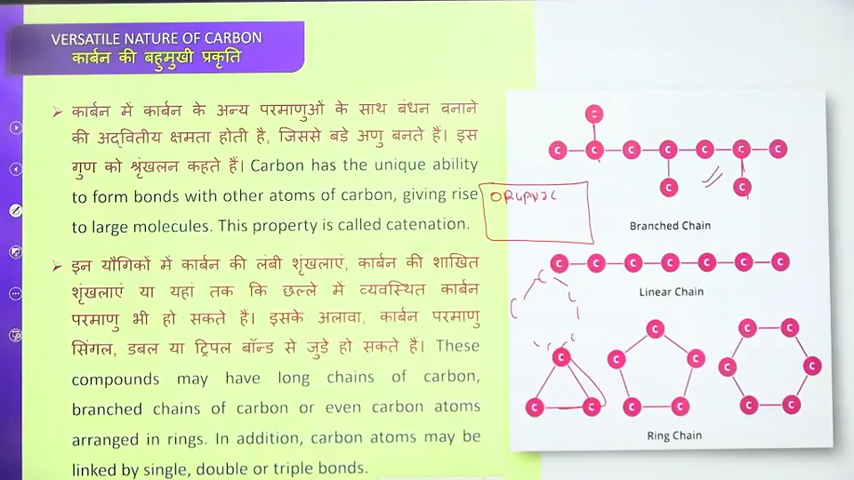 VERSATILE NATURE OF CARBON
कार्बन की बहुमुखी प्रकृति
➢ कार्बन में कार्बन के अन्य परमाणुओं के साथ बंधन बनाने
की अद्वितीय क्षमता होती है, जिससे बड़े अणु बनते हैं। इस
गुण को श्रृंखलन कहते हैं। Carbon has the unique ability
to form bonds with other atoms of carbon, giving rise
to large molecules. This property is called catenation.
➢ इन यौगिकों में कार्बन की लंबी शृंखलाएं, कार्बन की शाखित
शृंखलाएं या यहां तक कि छल्ले में व्यवस्थित कार्बन
परमाणु भी हो सकते हैं। इसके अलावा, कार्बन परमाणु
सिंगल, डबल या ट्रिपल बॉन्ड से जुड़े हो सकते हैं। These
compounds may have long chains of carbon,
branched chains of carbon or even carbon atoms
arranged in rings. In addition, carbon atoms may be
linked by single, double or triple bonds.
C
C C C C C C C
C C
Branched Chain
C C C C C C C
Linear Chain
C
C C
C
C C
C C
C C
C C
C C
Ring Chain